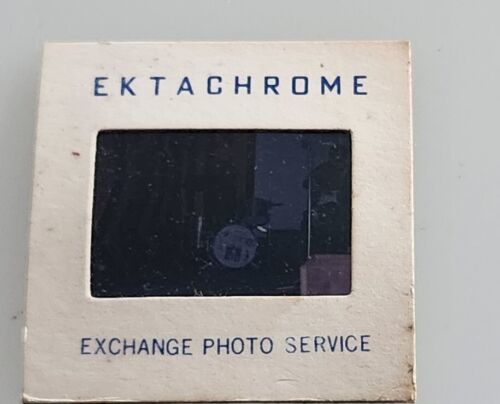 EKTACHROME
EXCHANGE PHOTO SERVICE